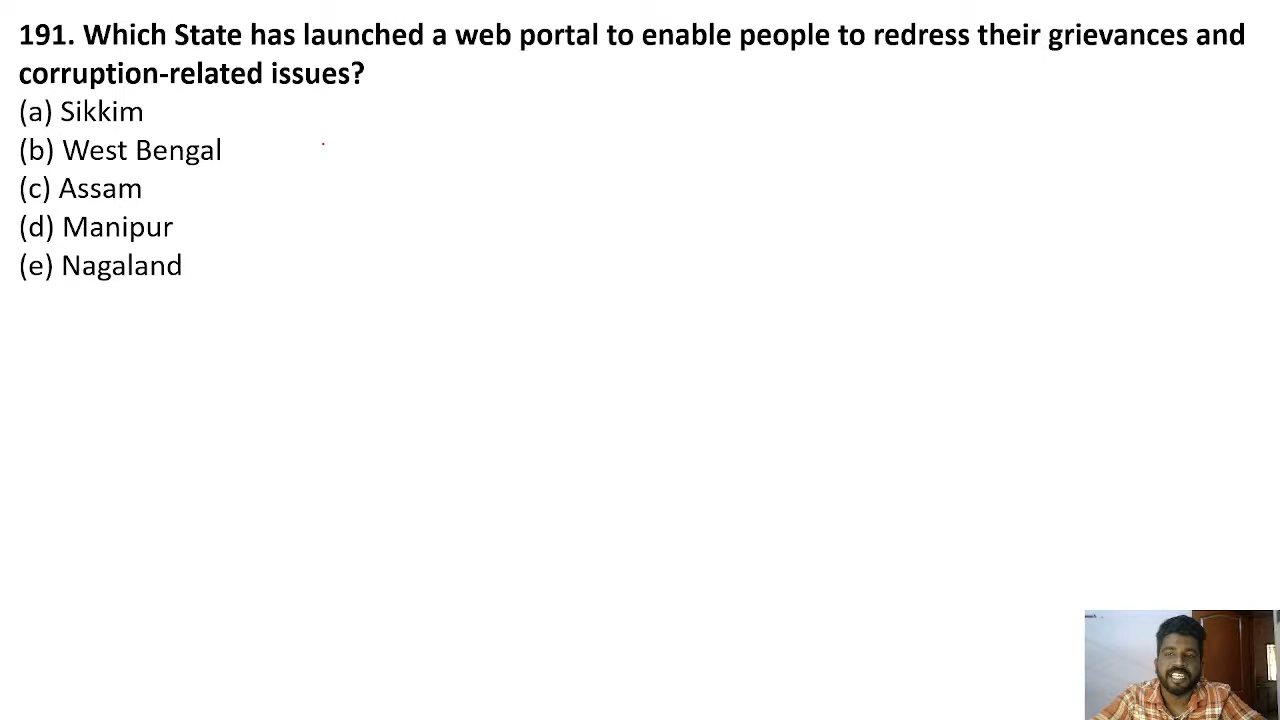 191. Which State has launched a web portal to enable people to redress their grievances and
corruption-related issues?
(a) Sikkim
(b) West Bengal
(c) Assam
(d) Manipur
(e) Nagaland